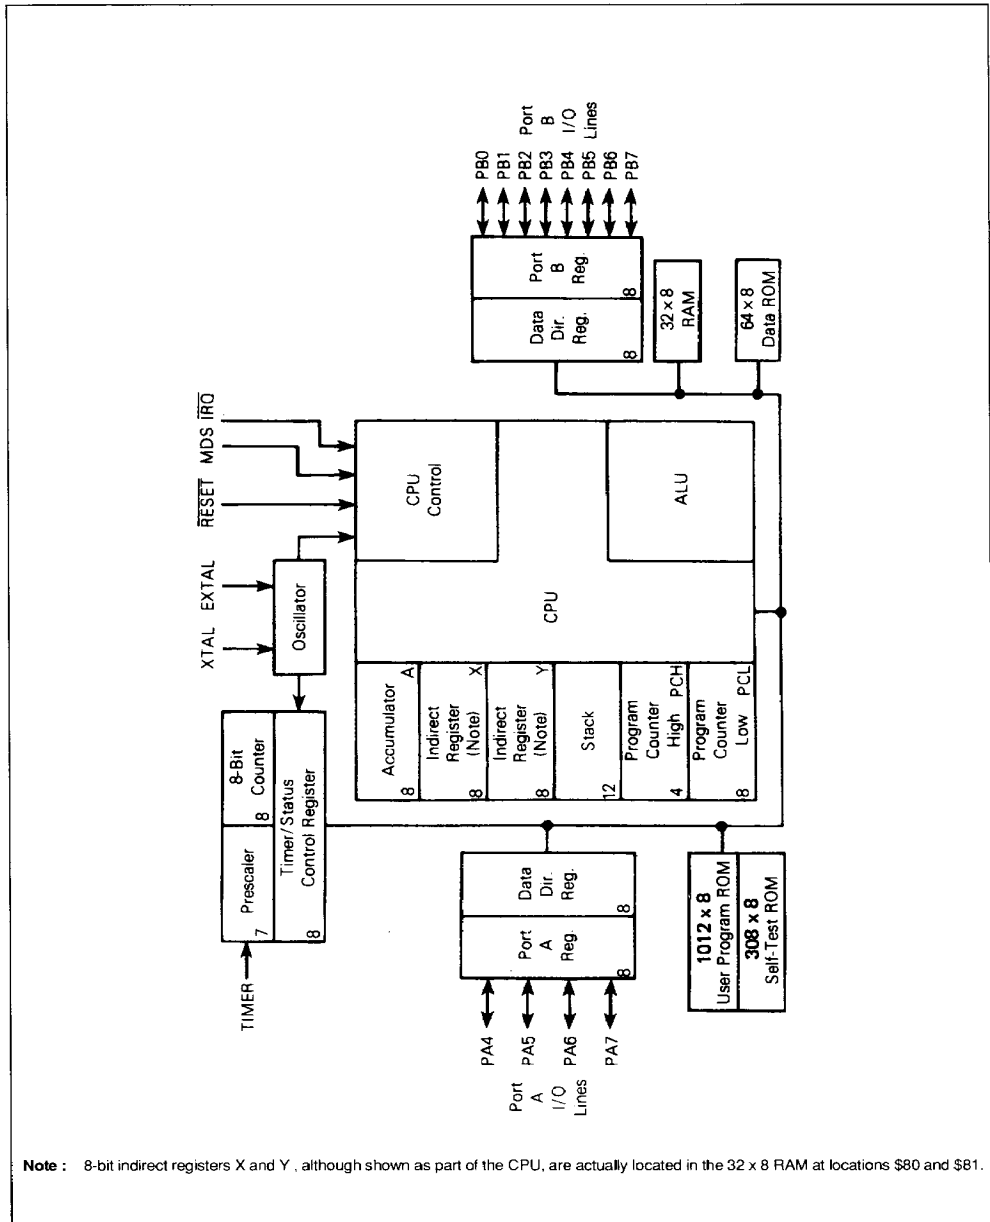 XTAL
EXTAL
RESET
MDS
IRQ
Oscillator
TIMER
7 Prescaler
8 8-Bit
Counter
8 Timer/Status
Control Register
PA4
PA5
PA6
PA7
Port
A
I/O
Lines
Port
A
Reg.
8
Data
Dir.
Reg.
8
1012 x 8
User Program ROM
308 x 8
Self-Test ROM
Accumulator
8 A
Indirect
Register
(Note)
8 X
Indirect
Register
(Note)
8 Y
Stack
12
Program
Counter
High
4 PCH
Program
Counter
Low
8 PCL
CPU
CPU
Control
ALU
Data
Dir.
Reg.
8
Port
B
Reg.
8
PB0
PB1
PB2
PB3
PB4
PB5
PB6
PB7
Port
B
I/O
Lines
32 x 8
RAM
64 x 8
Data ROM
Note : 8-bit indirect registers X and Y , although shown as part of the CPU, are actually located in the 32 x 8 RAM at locations $80 and $81.